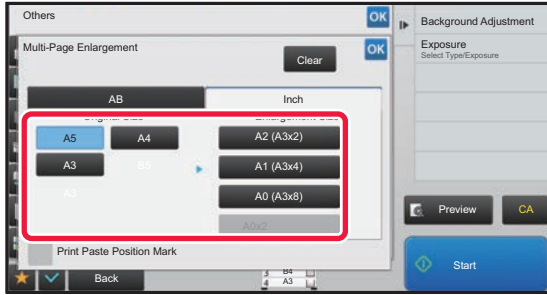 Others
OK
Background Adjustment
Multi-Page Enlargement
OK
Clear
Exposure
Select Type/Exposure
AB
Inch
A5
A4
A2 (A3x2)
A3
B5
A1 (A3x4)
A3
A0 (A3x8)
A0x2
Preview
CA
Print Paste Position Mark
Back
B4
A3
Start